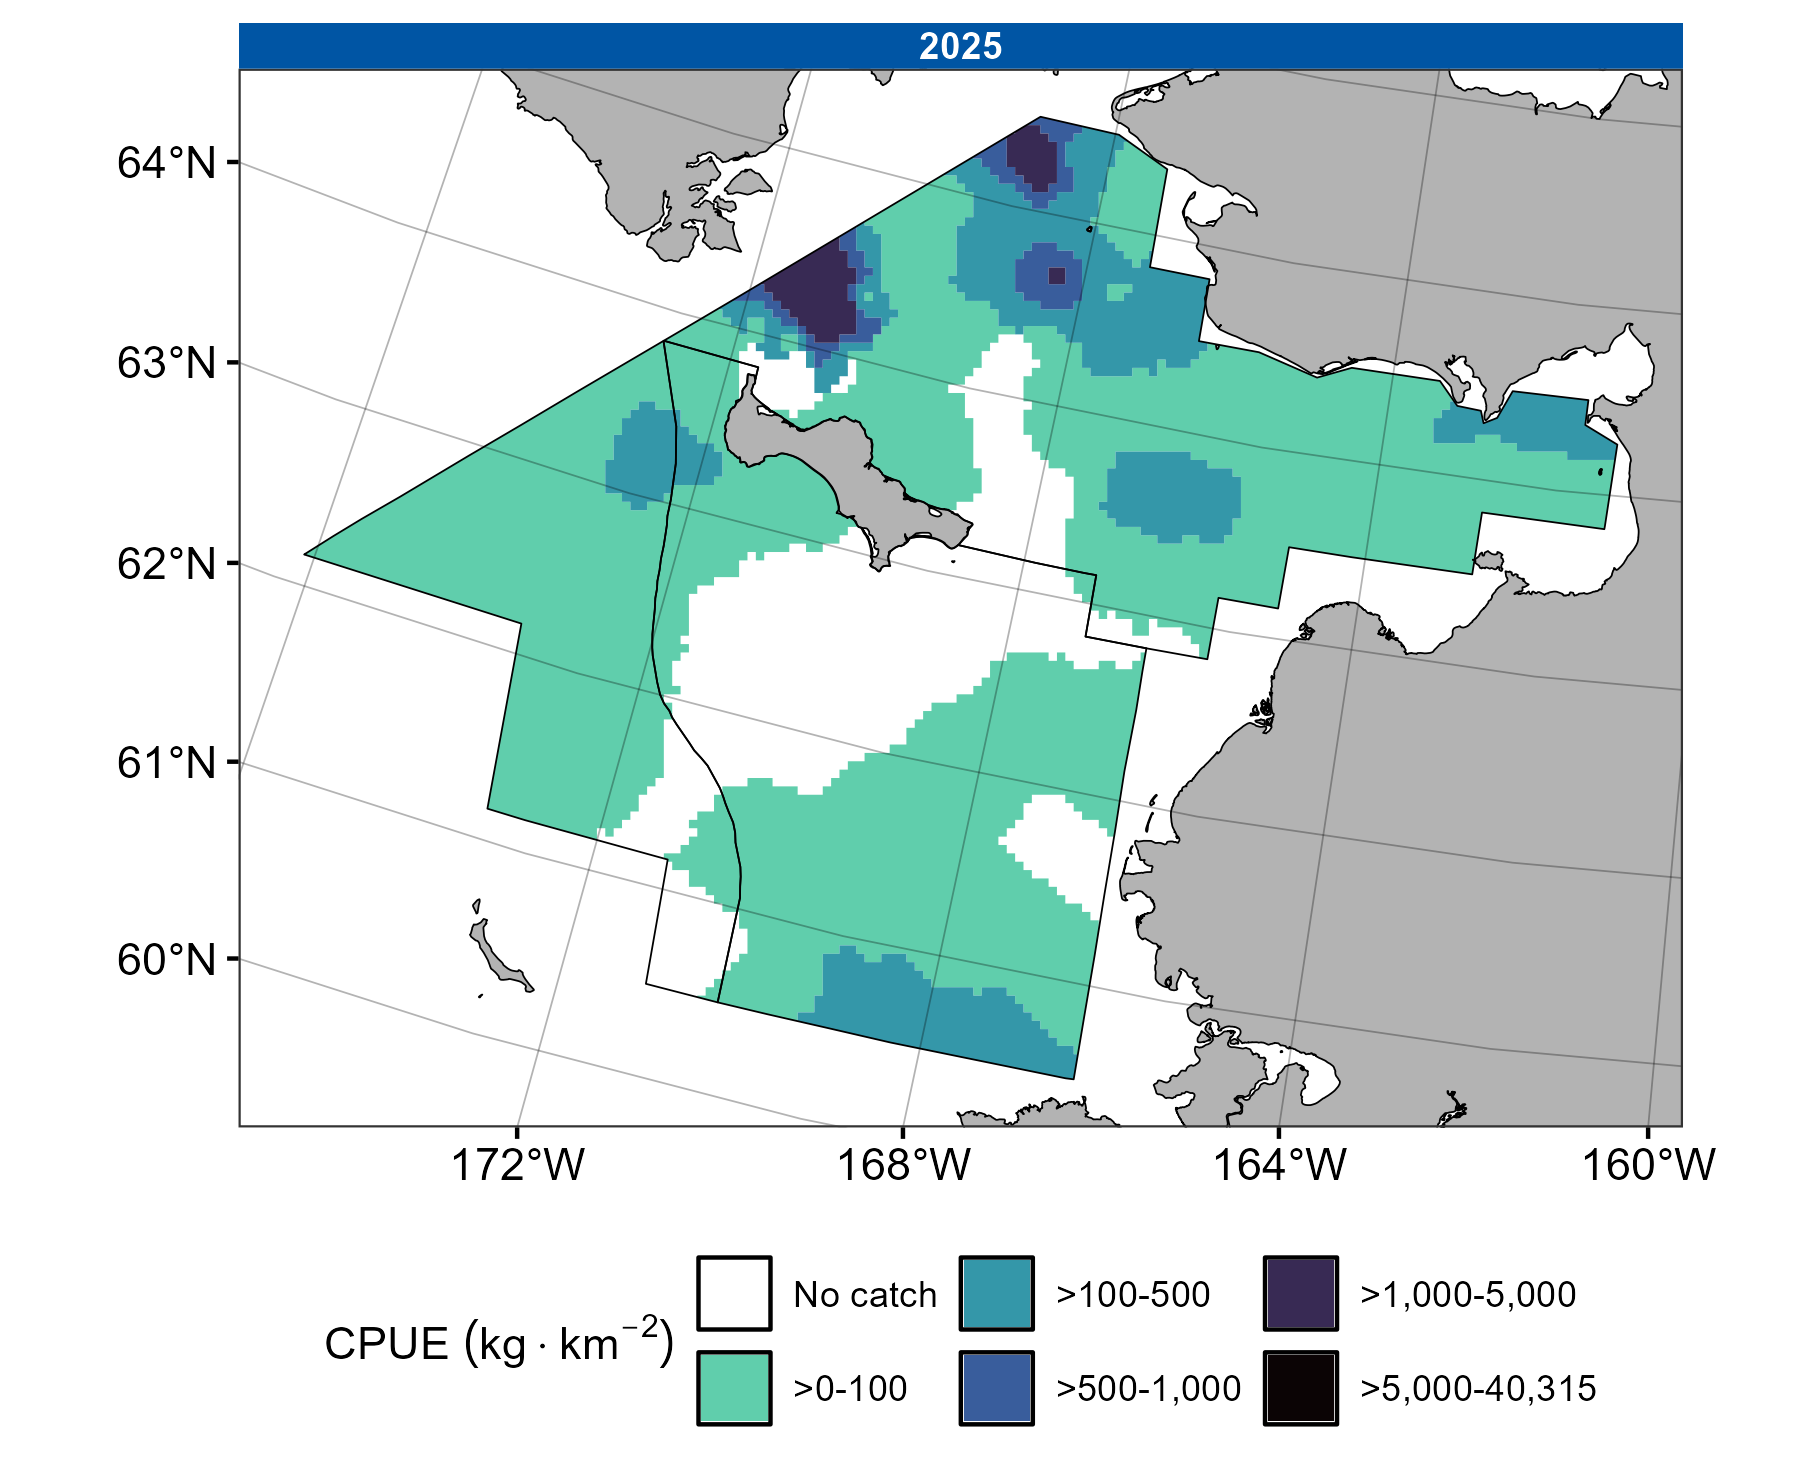 2025
64°N
63°N
62°N
61°N
60°N
172°W 168°W 164°W 160°W
CPUE (kg · km⁻²)
No catch >100-500 >1,000-5,000
>0-100 >500-1,000 >5,000-40,315